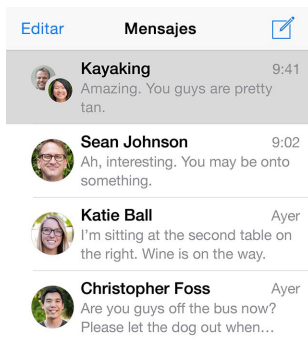 Editar Mensajes
Kayaking 9:41
Amazing. You guys are pretty
tan.
Sean Johnson 9:02
Ah, interesting. You may be onto
something.
Katie Ball Ayer
I'm sitting at the second table on
the right. Wine is on the way.
Christopher Foss Ayer
Are you guys off the bus now?
Please let the dog out when…